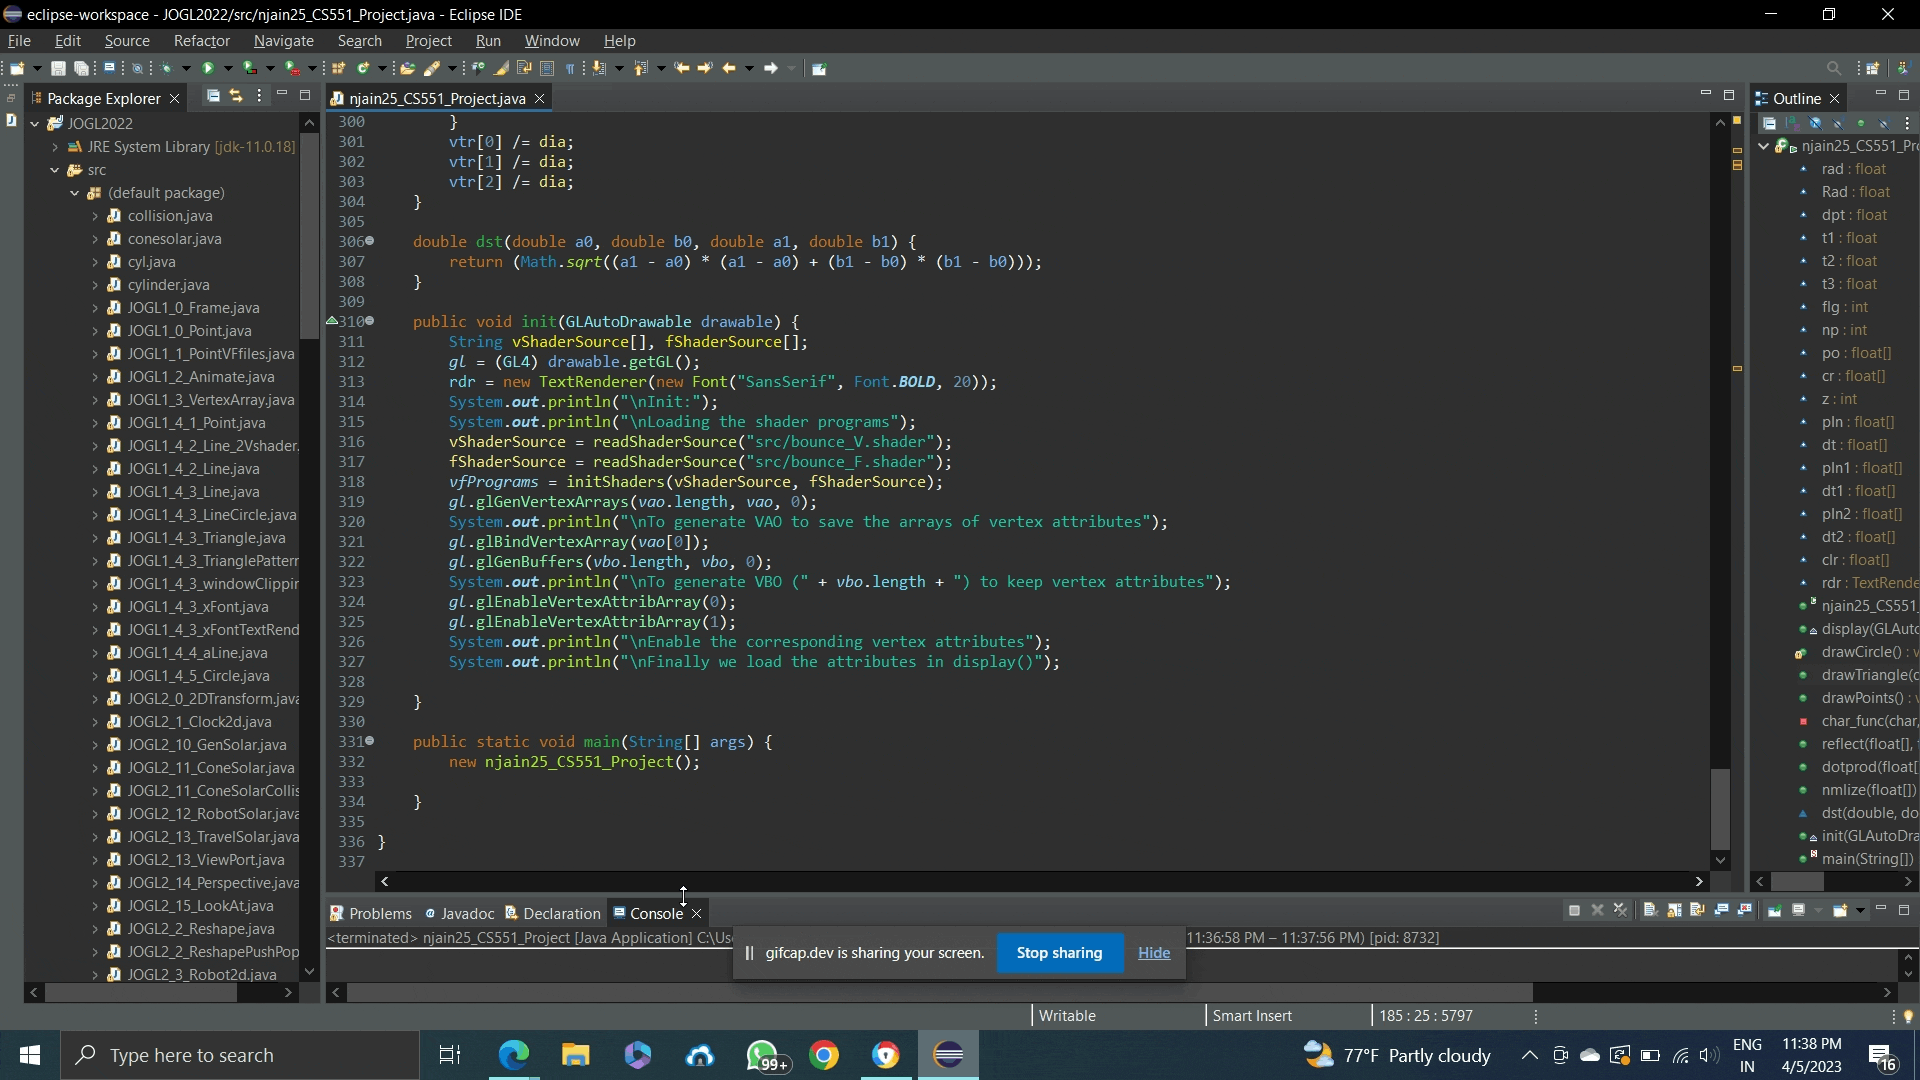 eclipse-workspace - JOGL2022/src/njain25_CS551_Project.java - Eclipse IDE
File Edit Source Refactor Navigate Search Project Run Window Help
Package Explorer
njain25_CS551_Project.java
Outline
JOGL2022
JRE System Library [jdk-11.0.18]
src
(default package)
collision.java
conesolar.java
cyl.java
cylinder.java
JOGL1_0_Frame.java
JOGL1_0_Point.java
JOGL1_1_PointVFfiles.java
JOGL1_2_Animate.java
JOGL1_3_VertexArray.java
JOGL1_4_1_Point.java
JOGL1_4_2_Line_2Vshader.
JOGL1_4_2_Line.java
JOGL1_4_3_Line.java
JOGL1_4_3_LineCircle.java
JOGL1_4_3_Triangle.java
JOGL1_4_3_TrianglePattern
JOGL1_4_3_windowClippin
JOGL1_4_3_xFont.java
JOGL1_4_3_xFontTextRend
JOGL1_4_4_aLine.java
JOGL1_4_5_Circle.java
JOGL2_0_2DTransform.java
JOGL2_1_Clock2d.java
JOGL2_10_GenSolar.java
JOGL2_11_ConeSolar.java
JOGL2_11_ConeSolarCollis
JOGL2_12_RobotSolar.java
JOGL2_13_TravelSolar.java
JOGL2_13_ViewPort.java
JOGL2_14_Perspective.java
JOGL2_15_LookAt.java
JOGL2_2_Reshape.java
JOGL2_2_ReshapePushPop
JOGL2_3_Robot2d.java
300 }
301 vtr[0] /= dia;
302 vtr[1] /= dia;
303 vtr[2] /= dia;
304 }
305
306 double dst(double a0, double b0, double a1, double b1) {
307 return (Math.sqrt((a1 - a0) * (a1 - a0) + (b1 - b0) * (b1 - b0)));
308 }
309
310 public void init(GLAutoDrawable drawable) {
311 String vShaderSource[], fShaderSource[];
312 gl = (GL4) drawable.getGL();
313 rdr = new TextRenderer(new Font("SansSerif", Font.BOLD, 20));
314 System.out.println("\nInit:");
315 System.out.println("\nLoading the shader programs");
316 vShaderSource = readShaderSource("src/bounce_V.shader");
317 fShaderSource = readShaderSource("src/bounce_F.shader");
318 vfPrograms = initShaders(vShaderSource, fShaderSource);
319 gl.glGenVertexArrays(vao.length, vao, 0);
320 System.out.println("\nTo generate VAO to save the arrays of vertex attributes");
321 gl.glBindVertexArray(vao[0]);
322 gl.glGenBuffers(vbo.length, vbo, 0);
323 System.out.println("\nTo generate VBO (" + vbo.length + ") to keep vertex attributes");
324 gl.glEnableVertexAttribArray(0);
325 gl.glEnableVertexAttribArray(1);
326 System.out.println("\nEnable the corresponding vertex attributes");
327 System.out.println("\nFinally we load the attributes in display()");
328
329 }
330
331 public static void main(String[] args) {
332 new njain25_CS551_Project();
333
334 }
335
336 }
337
njain25_CS551_Pro
rad : float
Rad : float
dpt : float
t1 : float
t2 : float
t3 : float
flg : int
np : int
po : float[]
cr : float[]
z : int
pln : float[]
dt : float[]
pln1 : float[]
dt1 : float[]
pln2 : float[]
dt2 : float[]
clr : float[]
rdr : TextRende
njain25_CS551_
display(GLAuto
drawCircle() : v
drawTriangle(c
drawPoints() : v
char_func(char,
reflect(float[],
dotprod(float[
nmlize(float[])
dst(double, do
init(GLAutoDra
main(String[])
Problems Javadoc Declaration Console
<terminated> njain25_CS551_Project [Java Application] C:\Us
11:36:58 PM – 11:37:56 PM) [pid: 8732]
gifcap.dev is sharing your screen. Stop sharing Hide
Writable Smart Insert 185 : 25 : 5797
Type here to search
99+
77°F Partly cloudy
ENG
IN
11:38 PM
4/5/2023
16